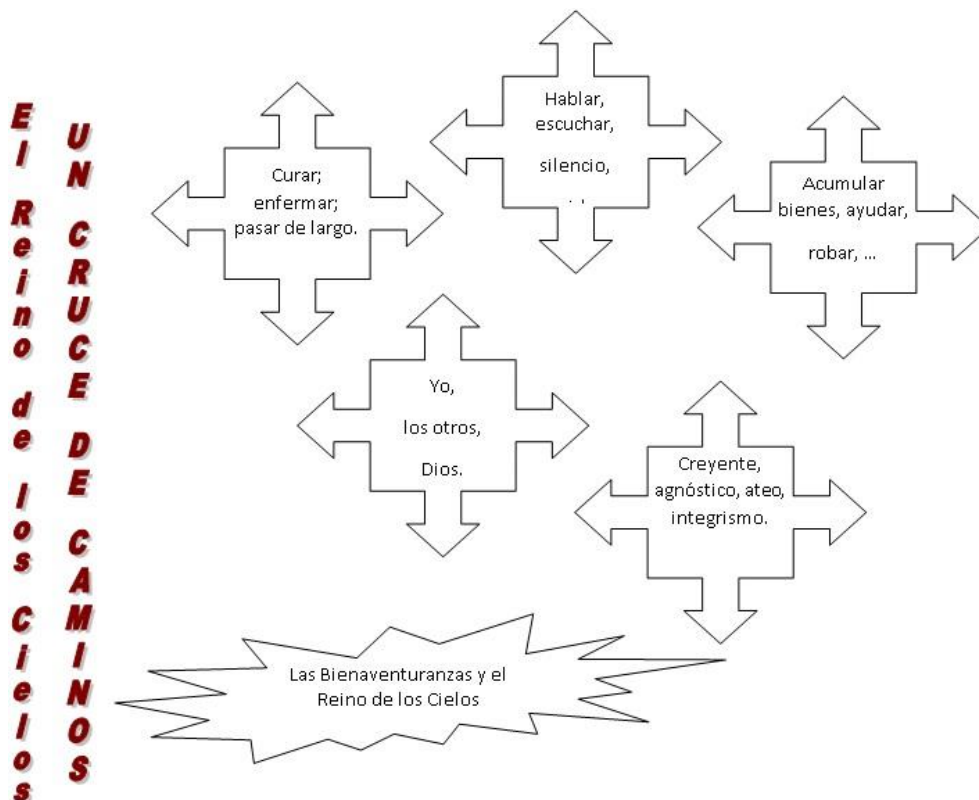 El Reino de los Cielos
UN CRUCE DE CAMINOS
Hablar,
escuchar,
silencio,
Curar;
enfermar;
pasar de largo.
Acumular
bienes, ayudar,
robar, ...
Yo,
los otros,
Dios.
Creyente,
agnóstico, ateo,
integrismo.
Las Bienaventuranzas y el
Reino de los Cielos